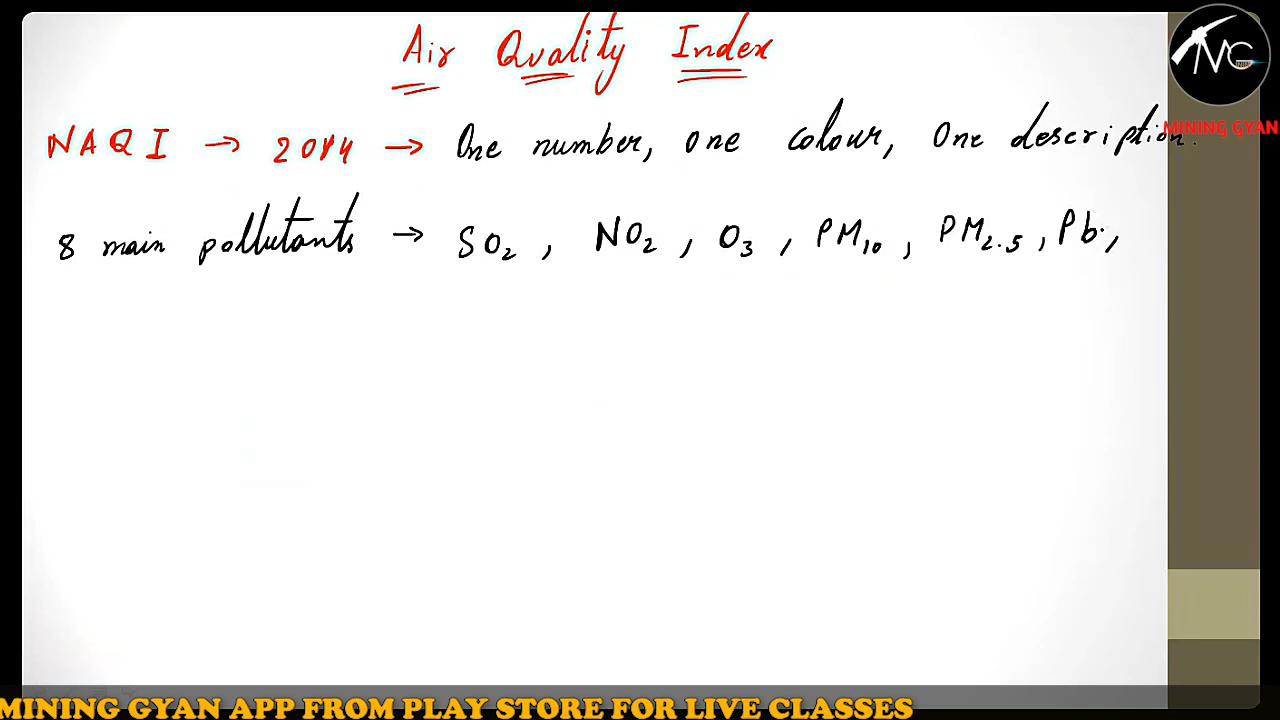 Air Quality Index
NAQI → 2014 → One number, one colour, One description.
8 main pollutants → SO₂, NO₂, O₃, PM₁₀, PM₂.₅, Pb,
MG
MINING GYAN
MINING GYAN APP FROM PLAY STORE FOR LIVE CLASSES